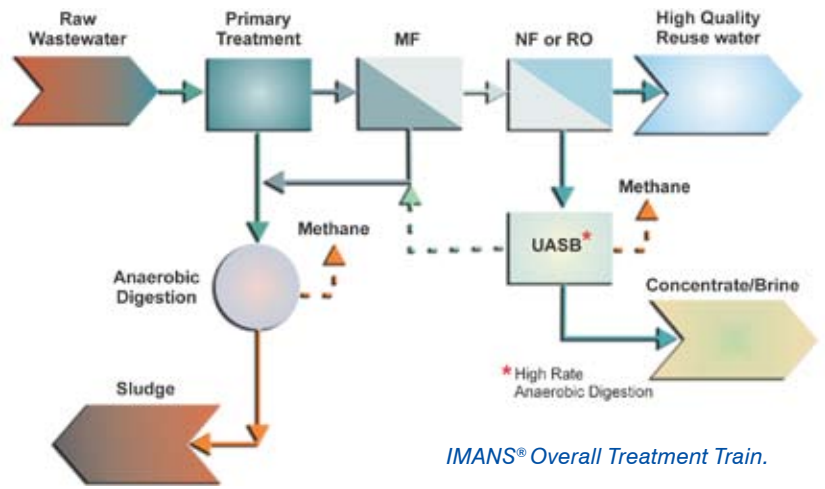 Raw
Wastewater
Primary
Treatment
MF
NF or RO
High Quality
Reuse water
Methane
Methane
UASB*
Anaerobic
Digestion
Concentrate/Brine
* High Rate
Anaerobic Digestion
Sludge
IMANS® Overall Treatment Train.